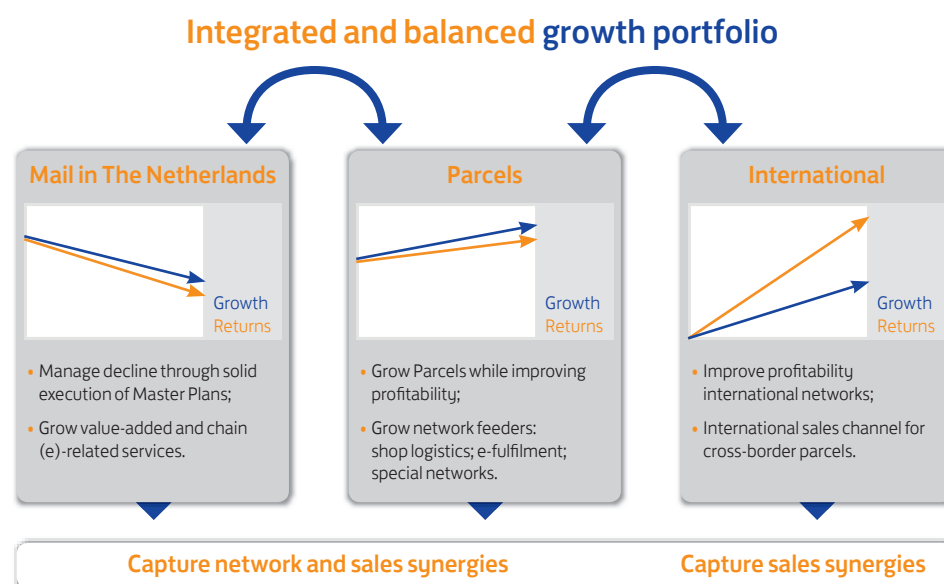 Integrated and balanced growth portfolio
Mail in The Netherlands
Growth
Returns
• Manage decline through solid
execution of Master Plans;
• Grow value-added and chain
(e)-related services.
Parcels
Growth
Returns
• Grow Parcels while improving
profitability;
• Grow network feeders:
shop logistics; e-fulfilment;
special networks.
International
Growth
Returns
• Improve profitability
international networks;
• International sales channel for
cross-border parcels.
Capture network and sales synergies
Capture sales synergies